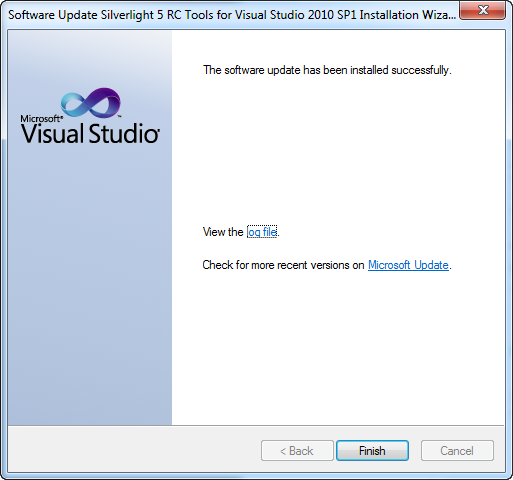 Software Update Silverlight 5 RC Tools for Visual Studio 2010 SP1 Installation Wiza...
The software update has been installed successfully.
Microsoft®
Visual Studio
View the og file.
Check for more recent versions on Microsoft Update.
< Back
Finish
Cancel